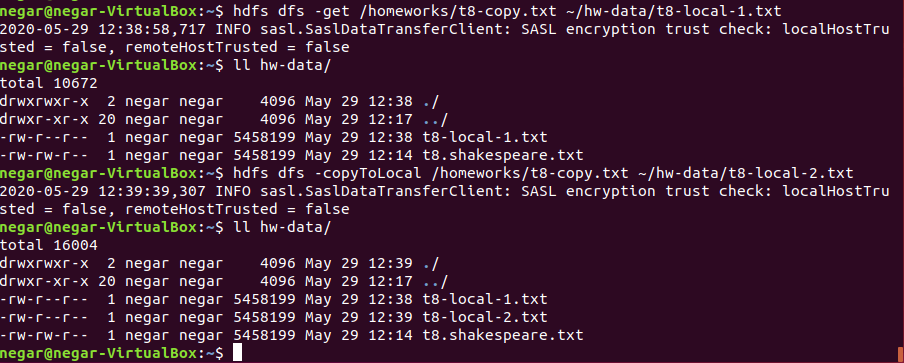 negar@negar-VirtualBox:~$ hdfs dfs -get /homeworks/t8-copy.txt ~/hw-data/t8-local-1.txt
2020-05-29 12:38:58,717 INFO sasl.SaslDataTransferClient: SASL encryption trust check: localHostTru
sted = false, remoteHostTrusted = false
negar@negar-VirtualBox:~$ ll hw-data/
total 10672
drwxrwxr-x  2 negar negar    4096 May 29 12:38 ./
drwxr-xr-x 20 negar negar    4096 May 29 12:17 ../
-rw-r--r--  1 negar negar 5458199 May 29 12:38 t8-local-1.txt
-rw-rw-r--  1 negar negar 5458199 May 29 12:14 t8.shakespeare.txt
negar@negar-VirtualBox:~$ hdfs dfs -copyToLocal /homeworks/t8-copy.txt ~/hw-data/t8-local-2.txt
2020-05-29 12:39:39,307 INFO sasl.SaslDataTransferClient: SASL encryption trust check: localHostTru
sted = false, remoteHostTrusted = false
negar@negar-VirtualBox:~$ ll hw-data/
total 16004
drwxrwxr-x  2 negar negar    4096 May 29 12:39 ./
drwxr-xr-x 20 negar negar    4096 May 29 12:17 ../
-rw-r--r--  1 negar negar 5458199 May 29 12:38 t8-local-1.txt
-rw-r--r--  1 negar negar 5458199 May 29 12:39 t8-local-2.txt
-rw-rw-r--  1 negar negar 5458199 May 29 12:14 t8.shakespeare.txt
negar@negar-VirtualBox:~$